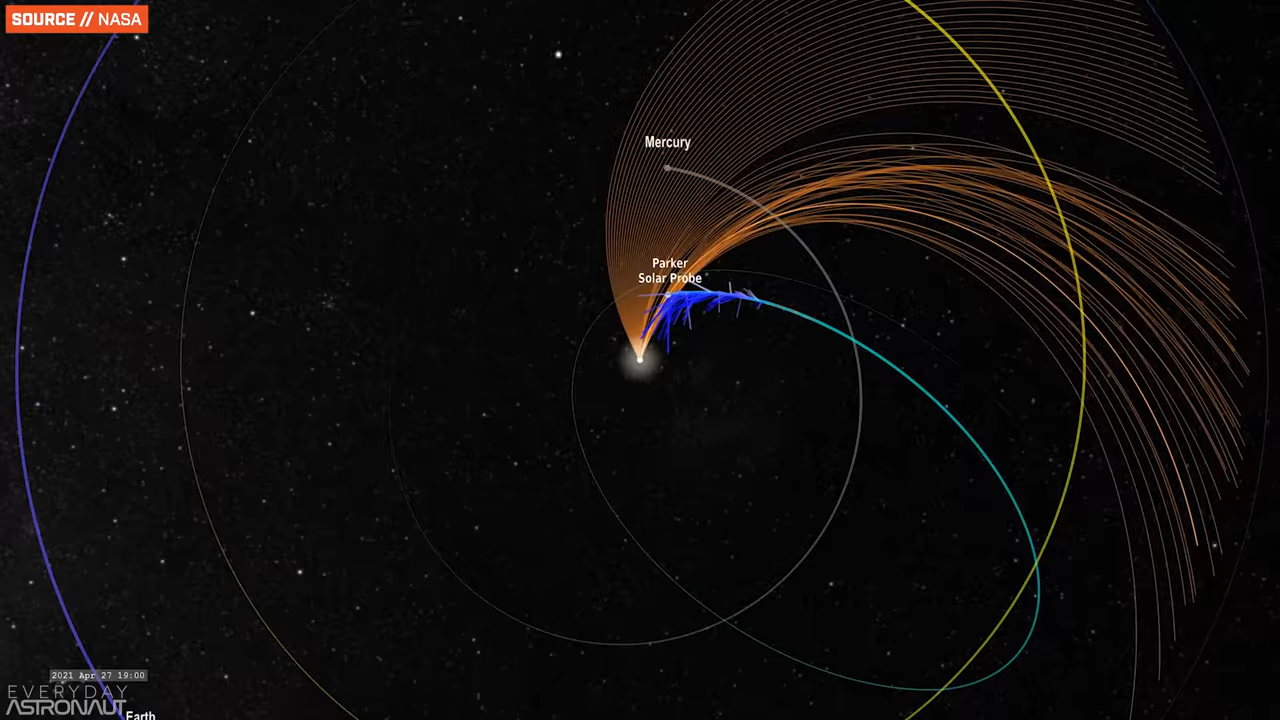 SOURCE // NASA
Mercury
Parker
Solar Probe
2021 Apr 27 19:00
EVERYDAY
ASTRONAUT
Earth